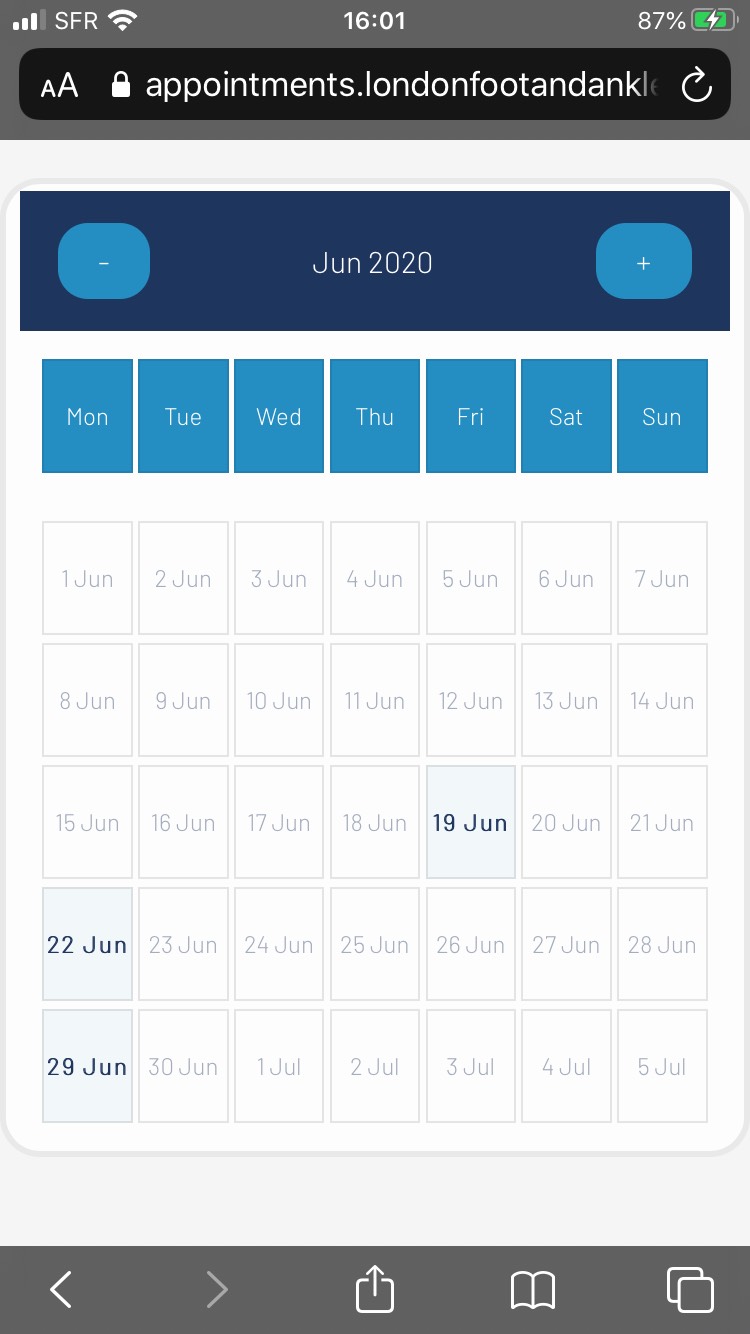 SFR 16:01 87%
AA appointments.londonfootandankl
- Jun 2020 +
Mon Tue Wed Thu Fri Sat Sun
1 Jun 2 Jun 3 Jun 4 Jun 5 Jun 6 Jun 7 Jun
8 Jun 9 Jun 10 Jun 11 Jun 12 Jun 13 Jun 14 Jun
15 Jun 16 Jun 17 Jun 18 Jun 19 Jun 20 Jun 21 Jun
22 Jun 23 Jun 24 Jun 25 Jun 26 Jun 27 Jun 28 Jun
29 Jun 30 Jun 1 Jul 2 Jul 3 Jul 4 Jul 5 Jul